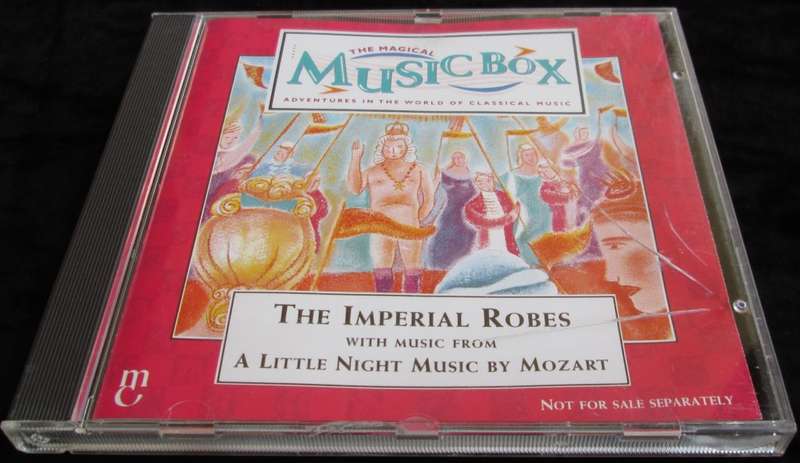 THE MAGICAL
MUSIC BOX
ADVENTURES IN THE WORLD OF CLASSICAL MUSIC
THE IMPERIAL ROBES
WITH MUSIC FROM
A LITTLE NIGHT MUSIC BY MOZART
mc
NOT FOR SALE SEPARATELY